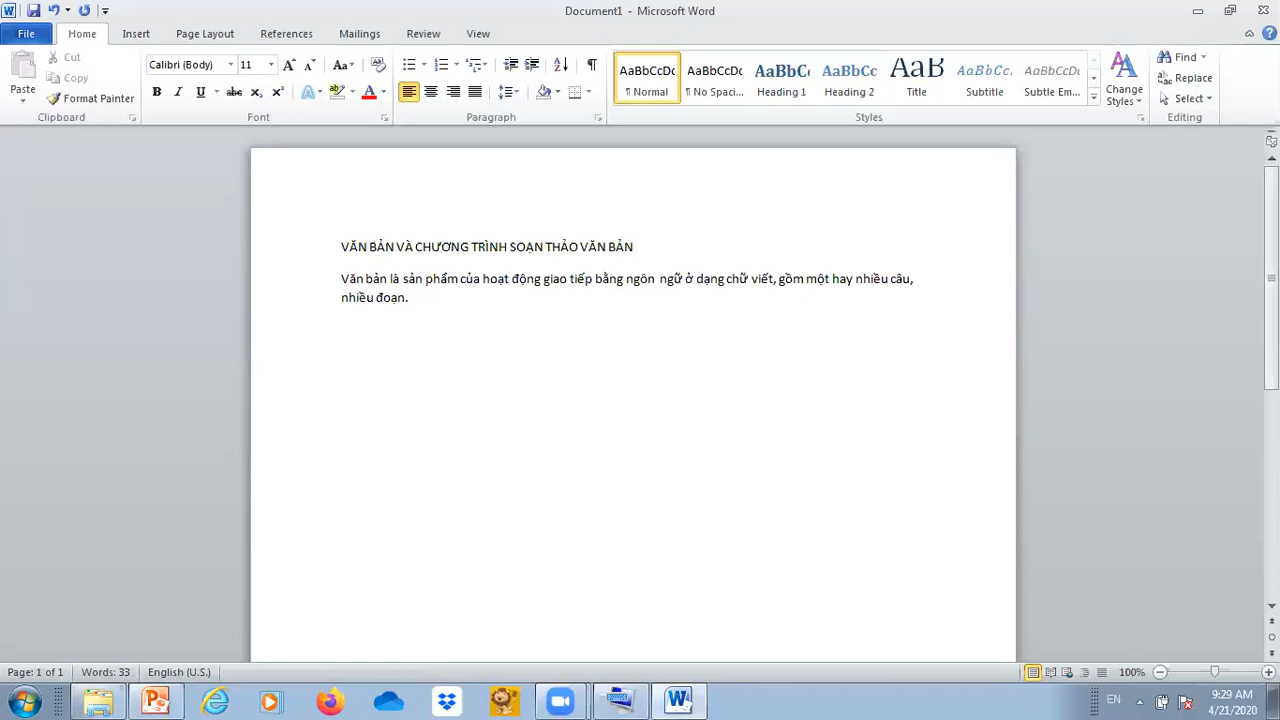 Document1 - Microsoft Word
File Home Insert Page Layout References Mailings Review View
Cut
Copy
Format Painter
Paste
Clipboard
Calibri (Body) 11
Font
Paragraph
AaBbCcDc AaBbCcDc AaBbCc AaBbCc AaB AaBbCc. AaBbCcDc
¶ Normal ¶ No Spaci... Heading 1 Heading 2 Title Subtitle Subtle Em...
Change
Styles
Styles
Find
Replace
Select
Editing
VĂN BẢN VÀ CHƯƠNG TRÌNH SOẠN THẢO VĂN BẢN
Văn bản là sản phẩm của hoạt động giao tiếp bằng ngôn ngữ ở dạng chữ viết, gồm một hay nhiều câu,
nhiều đoạn.
Page: 1 of 1 Words: 33 English (U.S.) 100%
EN
9:29 AM
4/21/2020